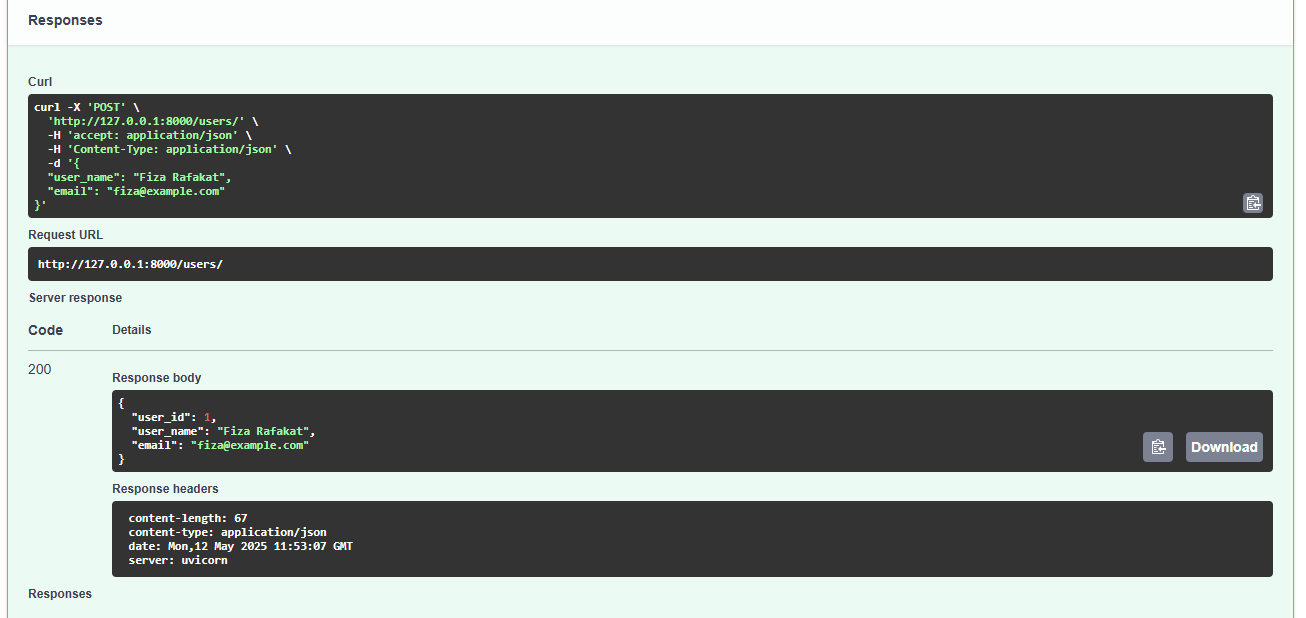 Responses
Curl
curl -X 'POST' \
  'http://127.0.0.1:8000/users/' \
  -H 'accept: application/json' \
  -H 'Content-Type: application/json' \
  -d '{
  "user_name": "Fiza Rafakat",
  "email": "fiza@example.com"
}'
Request URL
http://127.0.0.1:8000/users/
Server response
Code Details
200
Response body
{
  "user_id": 1,
  "user_name": "Fiza Rafakat",
  "email": "fiza@example.com"
}
Download
Response headers
content-length: 67
content-type: application/json
date: Mon,12 May 2025 11:53:07 GMT
server: uvicorn
Responses